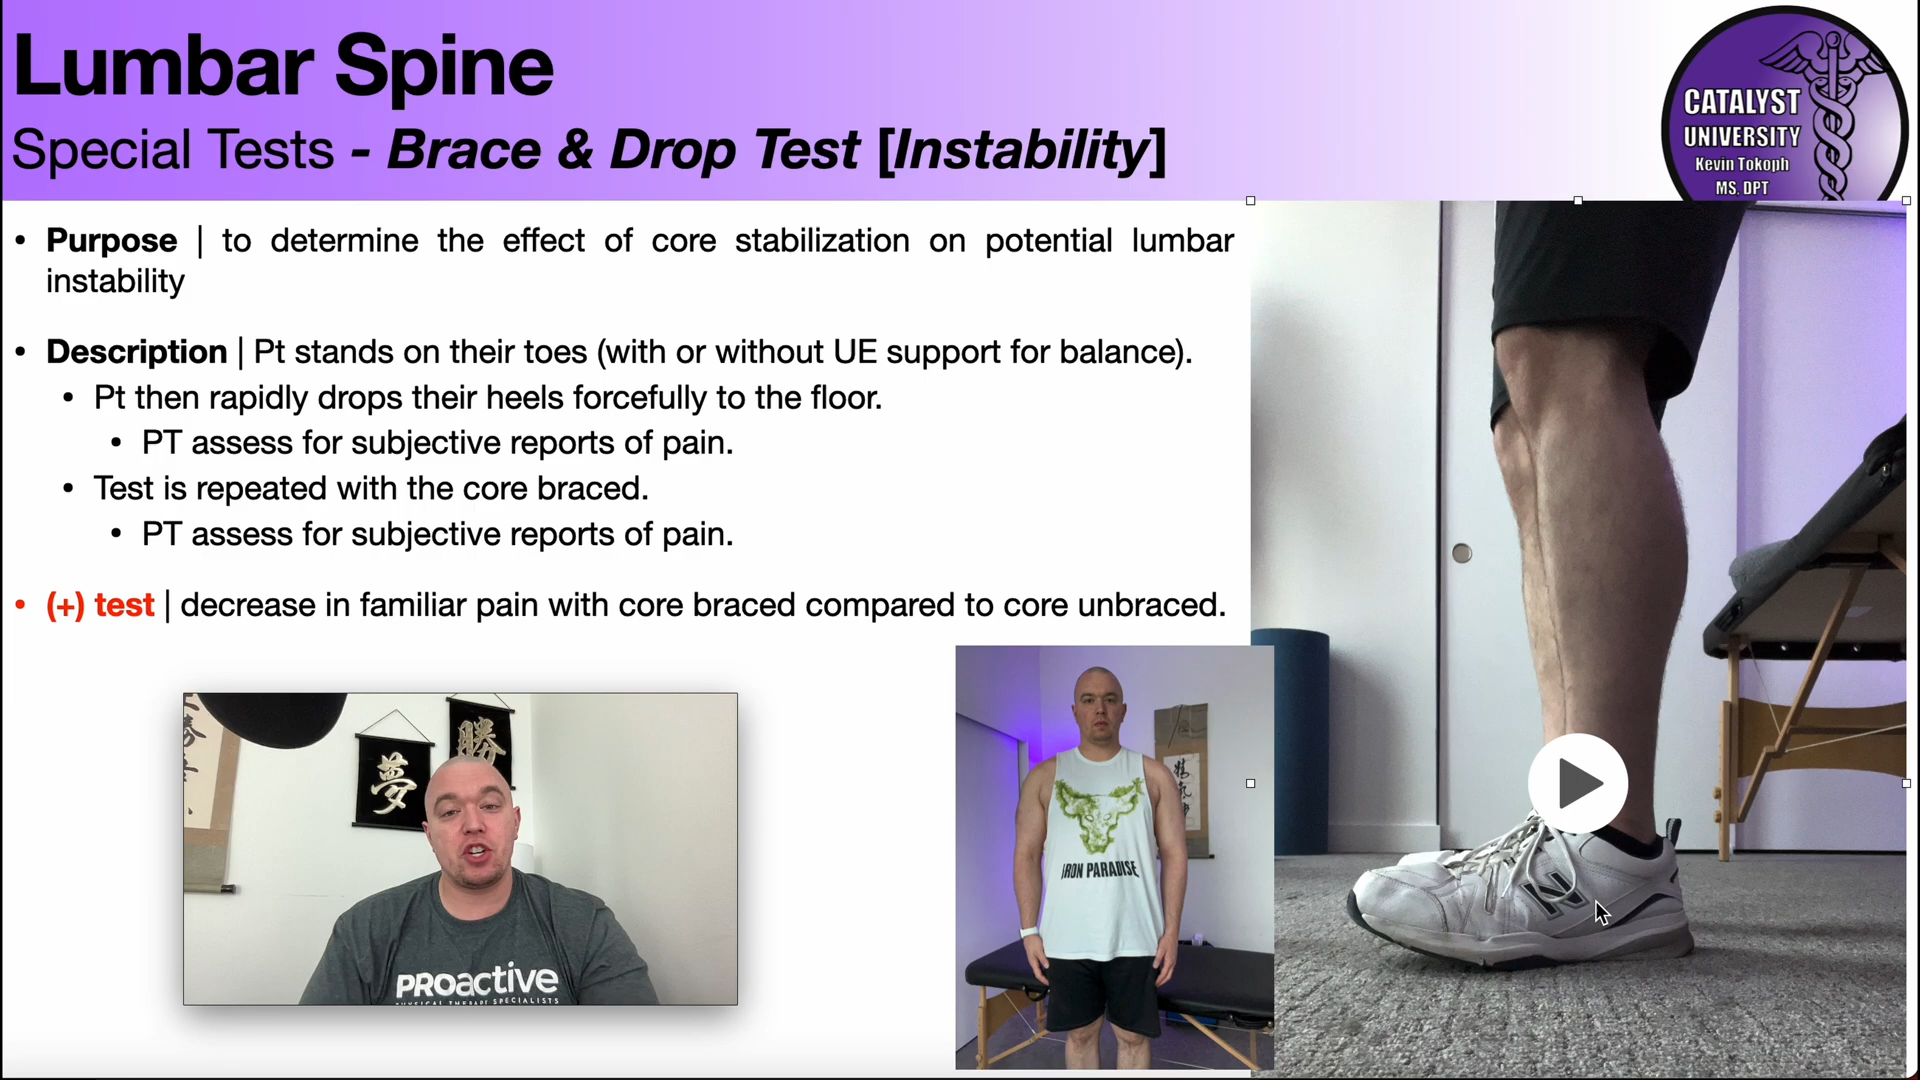 Lumbar Spine
Special Tests - Brace & Drop Test [Instability]
CATALYST
UNIVERSITY
Kevin Tokoph
MS, DPT
• Purpose | to determine the effect of core stabilization on potential lumbar
instability
• Description | Pt stands on their toes (with or without UE support for balance).
• Pt then rapidly drops their heels forcefully to the floor.
• PT assess for subjective reports of pain.
• Test is repeated with the core braced.
• PT assess for subjective reports of pain.
• (+) test | decrease in familiar pain with core braced compared to core unbraced.
勝
夢
PROactive
PHYSICAL THERAPY SPECIALISTS
IRON PARADISE
N